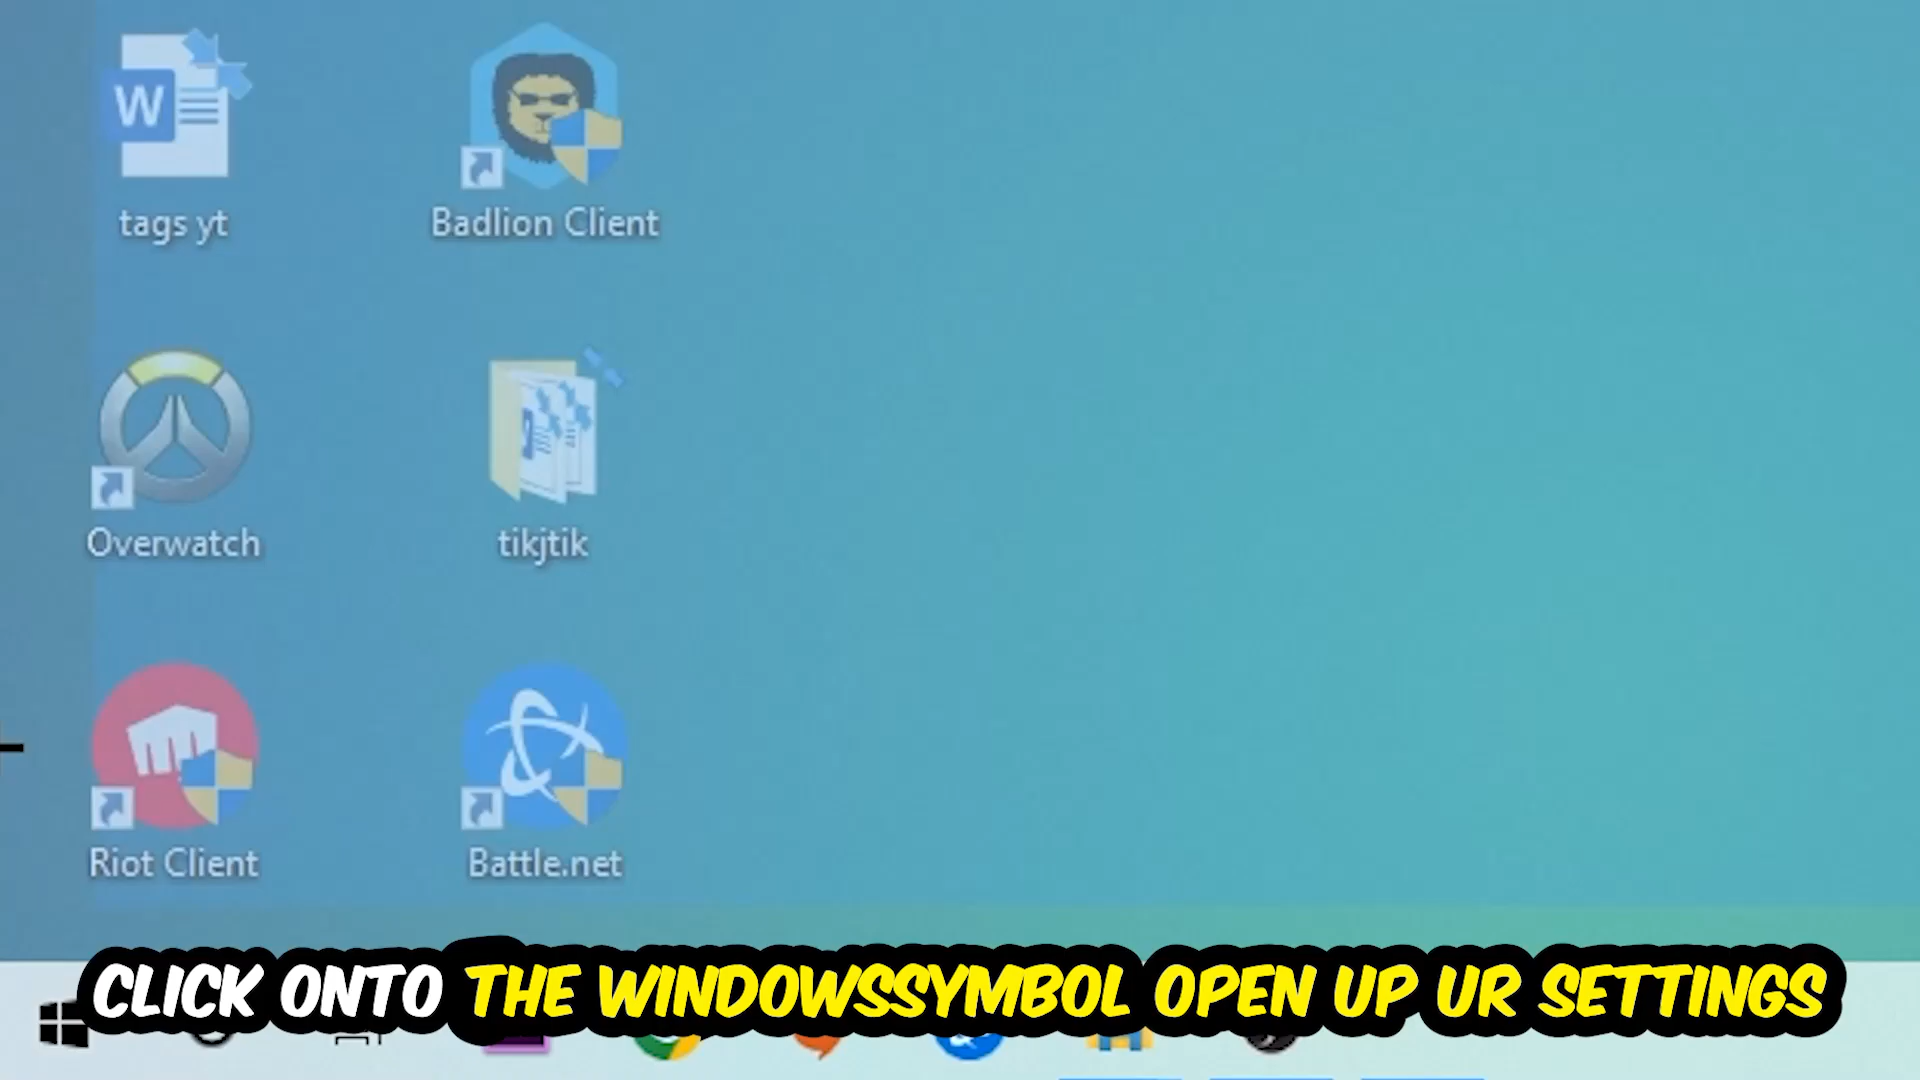 W
tags yt
Badlion Client
Overwatch
tikjtik
Riot Client
Battle.net
CLICK ONTO THE WINDOWSSYMBOL OPEN UP UR SETTINGS